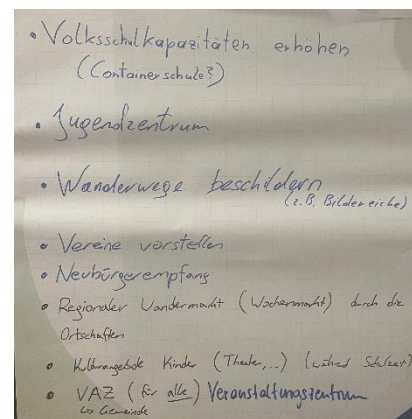 • Volksschulkapazitäten erhöhen
(Containerschule?)
• Jugendzentrum
• Wanderwege beschildern
(z.B. Bildereiche)
• Vereine vorstellen
• Neubürgerempfang
• Regionaler Wandermarkt (Wochenmarkt) durch die
Ortschaften
• Kulturangebote Kinder (Theater,...) (währed Schulzeit)
• VAZ (für alle) Veranstaltungszentrum
↳ Gemeinde